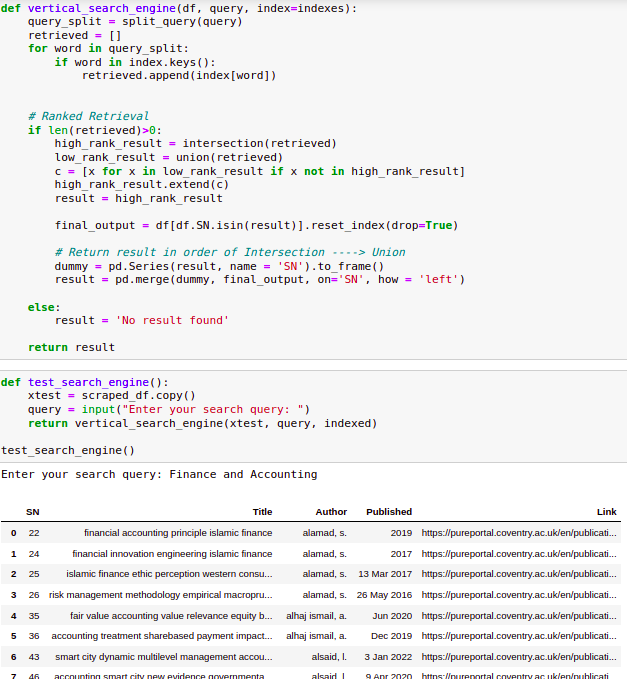 def vertical_search_engine(df, query, index=indexes):
    query_split = split_query(query)
    retrieved = []
    for word in query_split:
        if word in index.keys():
            retrieved.append(index[word])
    # Ranked Retrieval
    if len(retrieved)>0:
        high_rank_result = intersection(retrieved)
        low_rank_result = union(retrieved)
        c = [x for x in low_rank_result if x not in high_rank_result]
        high_rank_result.extend(c)
        result = high_rank_result
        final_output = df[df.SN.isin(result)].reset_index(drop=True)
        # Return result in order of Intersection ----> Union
        dummy = pd.Series(result, name = 'SN').to_frame()
        result = pd.merge(dummy, final_output, on='SN', how = 'left')
    else:
        result = 'No result found'
    return result
def test_search_engine():
    xtest = scraped_df.copy()
    query = input("Enter your search query: ")
    return vertical_search_engine(xtest, query, indexed)
test_search_engine()
Enter your search query: Finance and Accounting
SN Title Author Published Link
0 22 financial accounting principle islamic finance alamad, s. 2019 https://pureportal.coventry.ac.uk/en/publicati...
1 24 financial innovation engineering islamic finance alamad, s. 2017 https://pureportal.coventry.ac.uk/en/publicati...
2 25 islamic finance ethic perception western consu... alamad, s. 13 Mar 2017 https://pureportal.coventry.ac.uk/en/publicati...
3 26 risk management methodology empirical macropru... alamad, s. 26 May 2016 https://pureportal.coventry.ac.uk/en/publicati...
4 35 fair value accounting value relevance equity b... alhaj ismail, a. Jun 2020 https://pureportal.coventry.ac.uk/en/publicati...
5 36 accounting treatment sharebased payment impact... alhaj ismail, a. Dec 2019 https://pureportal.coventry.ac.uk/en/publicati...
6 43 smart city dynamic multilevel management accou... alsaid, l. 3 Jan 2022 https://pureportal.coventry.ac.uk/en/publicati...
7 46 accounting smart city new evidence governmenta... alsaid, l. 9 Apr 2020 https://pureportal.coventry.ac.uk/en/publicati...